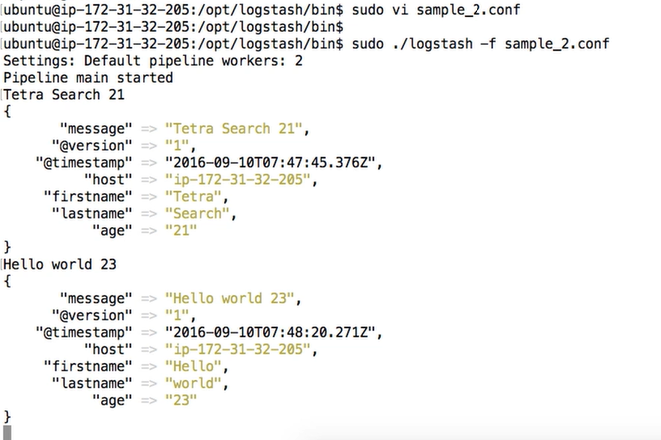 ubuntu@ip-172-31-32-205:/opt/logstash/bin$ sudo vi sample_2.conf
ubuntu@ip-172-31-32-205:/opt/logstash/bin$
ubuntu@ip-172-31-32-205:/opt/logstash/bin$ sudo ./logstash -f sample_2.conf
Settings: Default pipeline workers: 2
Pipeline main started
Tetra Search 21
{
"message" => "Tetra Search 21",
"@version" => "1",
"@timestamp" => "2016-09-10T07:47:45.376Z",
"host" => "ip-172-31-32-205",
"firstname" => "Tetra",
"lastname" => "Search",
"age" => "21"
}
Hello world 23
{
"message" => "Hello world 23",
"@version" => "1",
"@timestamp" => "2016-09-10T07:48:20.271Z",
"host" => "ip-172-31-32-205",
"firstname" => "Hello",
"lastname" => "world",
"age" => "23"
}